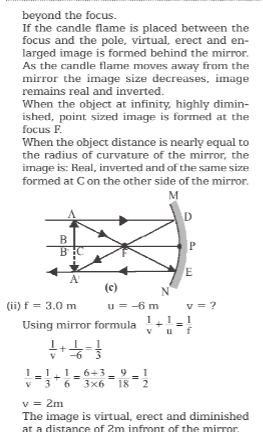 beyond the focus.
If the candle flame is placed between the
focus and the pole, virtual, erect and en-
larged image is formed behind the mirror.
As the candle flame moves away from the
mirror the image size decreases, image
remains real and inverted.
When the object at infinity, highly dimin-
ished, point sized image is formed at the
focus F.
When the object distance is nearly equal to
the radius of curvature of the mirror, the
image is: Real, inverted and of the same size
formed at C on the other side of the mirror.
M
A D
B
B' C F P
A' E
(c) N
(ii) f = 3.0 m u = –6 m v = ?
Using mirror formula 1/v + 1/u = 1/f
1/v + 1/-6 = 1/3
1/v = 1/3 + 1/6 = 6+3/3×6 = 9/18 = 1/2
v = 2m
The image is virtual, erect and diminished
at a distance of 2m infront of the mirror.